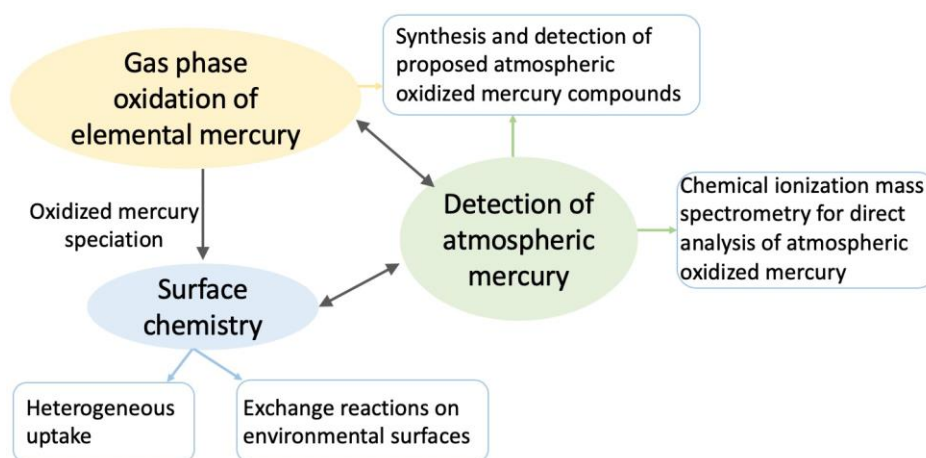 Gas phase
oxidation of
elemental mercury
Synthesis and detection of
proposed atmospheric
oxidized mercury compounds
Oxidized mercury
speciation
Detection of
atmospheric
mercury
Chemical ionization mass
spectrometry for direct
analysis of atmospheric
oxidized mercury
Surface
chemistry
Heterogeneous
uptake
Exchange reactions on
environmental surfaces